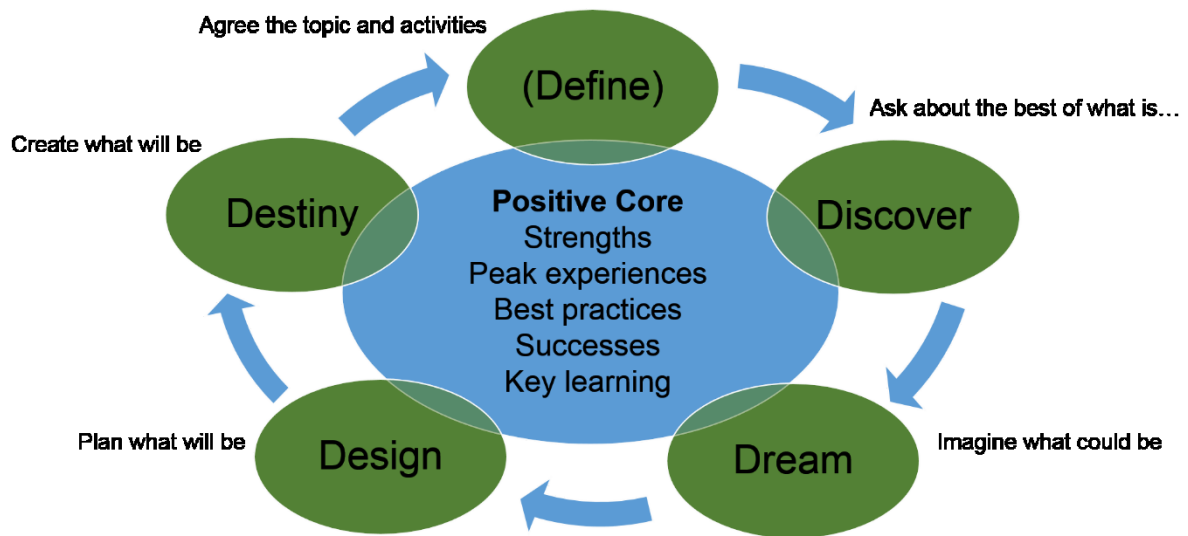 Agree the topic and activities
(Define)
Ask about the best of what is…
Create what will be
Destiny
Discover
Positive Core
Strengths
Peak experiences
Best practices
Successes
Key learning
Plan what will be
Design
Dream
Imagine what could be